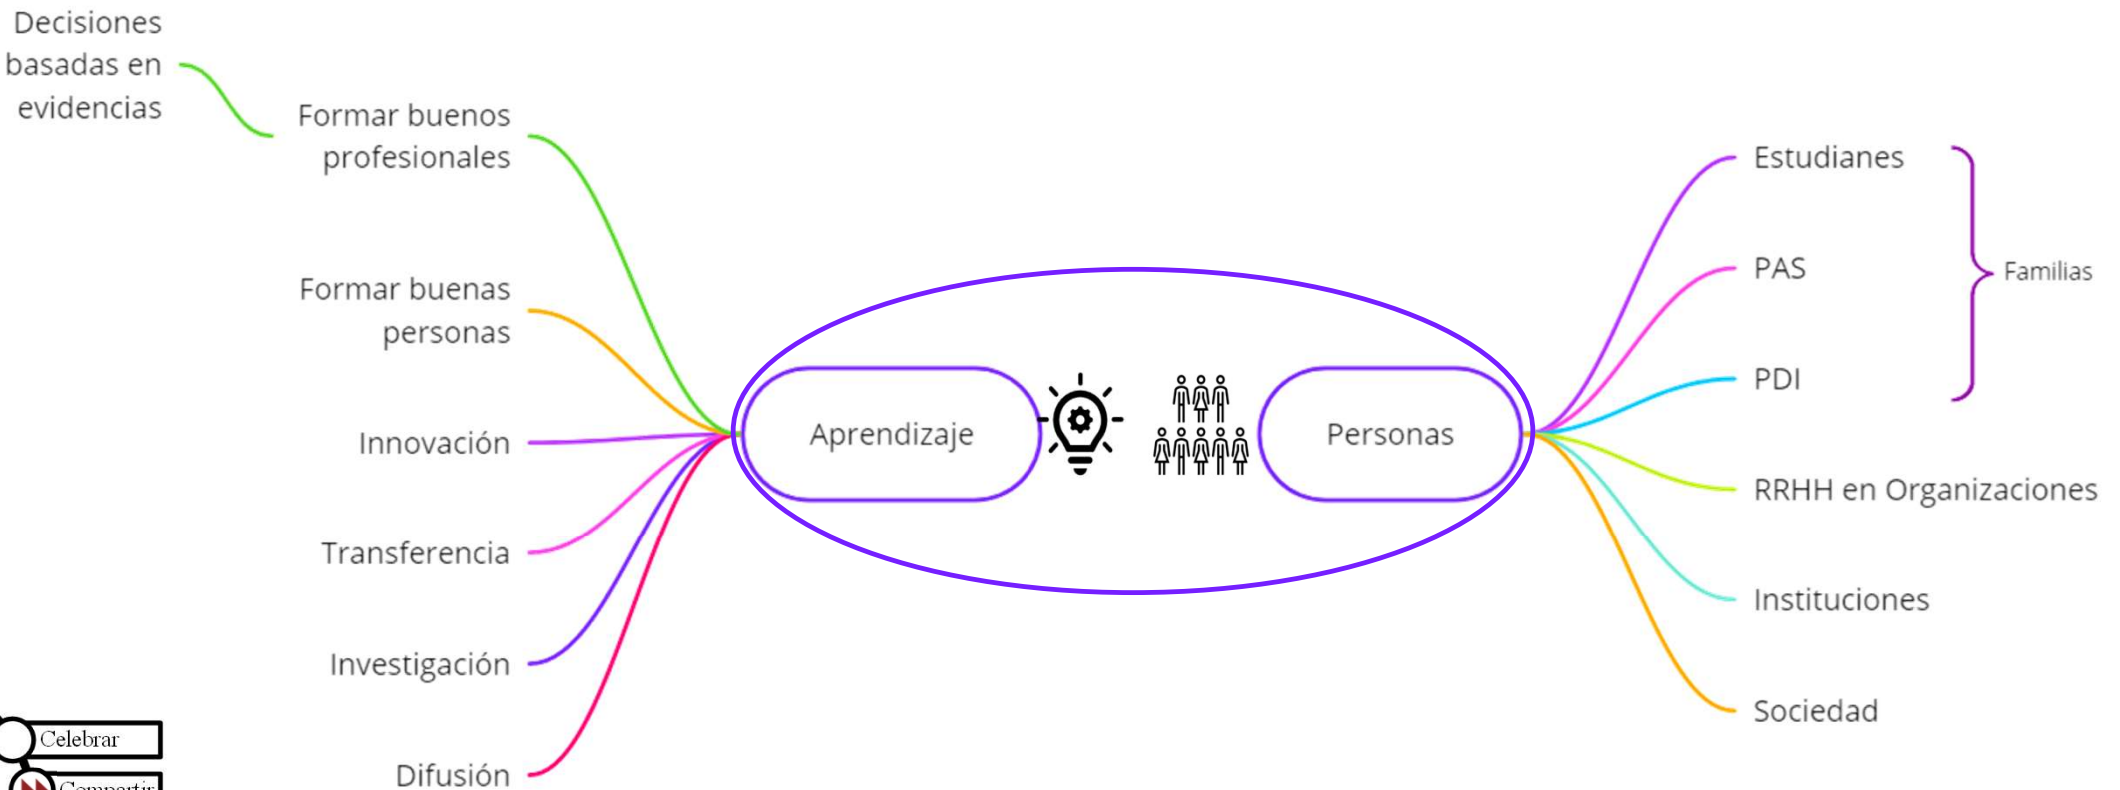 Decisiones
basadas en
evidencias
Formar buenos
profesionales
Formar buenas
personas
Innovación
Transferencia
Investigación
Difusión
Aprendizaje
Personas
Estudianes
PAS
PDI
Familias
RRHH en Organizaciones
Instituciones
Sociedad
Celebrar
Compartir